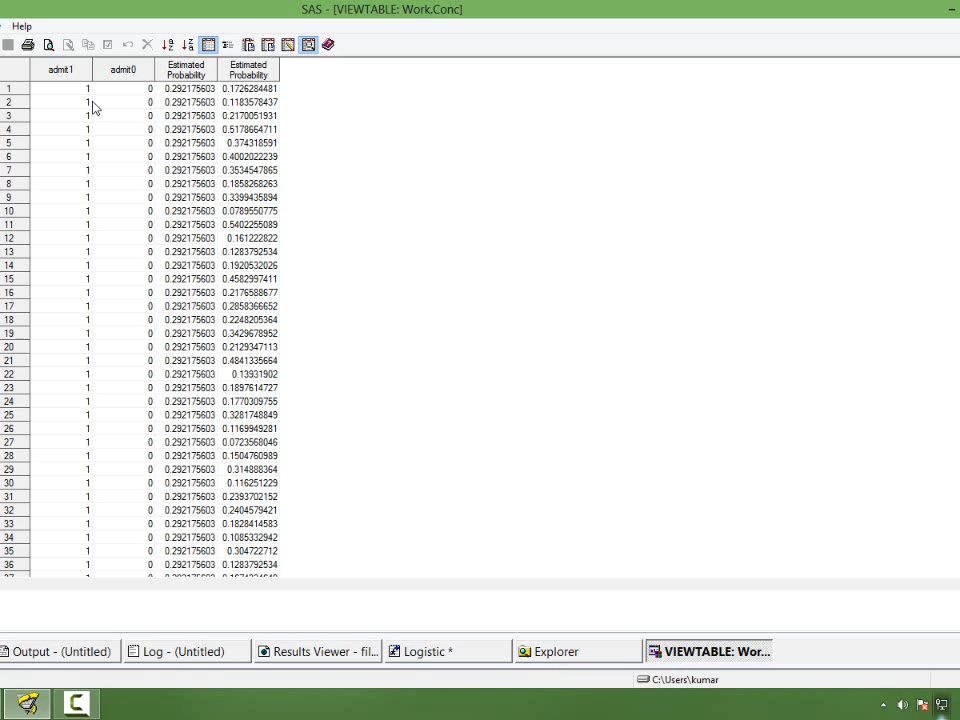 SAS - [VIEWTABLE: Work.Conc]
Help
admit1 admit0 Estimated Probability Estimated Probability
1 1 0 0.292175603 0.1726284481
2 1 0 0.292175603 0.1183578437
3 1 0 0.292175603 0.2170051931
4 1 0 0.292175603 0.5178664711
5 1 0 0.292175603 0.374318591
6 1 0 0.292175603 0.4002022239
7 1 0 0.292175603 0.3534547865
8 1 0 0.292175603 0.1858268263
9 1 0 0.292175603 0.3399435894
10 1 0 0.292175603 0.0789550775
11 1 0 0.292175603 0.5402255089
12 1 0 0.292175603 0.161222822
13 1 0 0.292175603 0.1283792534
14 1 0 0.292175603 0.1920532026
15 1 0 0.292175603 0.4582997411
16 1 0 0.292175603 0.2176588677
17 1 0 0.292175603 0.2858366652
18 1 0 0.292175603 0.2248205364
19 1 0 0.292175603 0.3429678952
20 1 0 0.292175603 0.2129347113
21 1 0 0.292175603 0.4841335664
22 1 0 0.292175603 0.13931902
23 1 0 0.292175603 0.1897614727
24 1 0 0.292175603 0.1770309755
25 1 0 0.292175603 0.3281748849
26 1 0 0.292175603 0.1169949281
27 1 0 0.292175603 0.0723568046
28 1 0 0.292175603 0.1504760989
29 1 0 0.292175603 0.314888364
30 1 0 0.292175603 0.116251229
31 1 0 0.292175603 0.2393702152
32 1 0 0.292175603 0.2404579421
33 1 0 0.292175603 0.1828414583
34 1 0 0.292175603 0.1085332942
35 1 0 0.292175603 0.304722712
36 1 0 0.292175603 0.1283792534
Output - (Untitled) Log - (Untitled) Results Viewer - fil... Logistic * Explorer VIEWTABLE: Wor...
C:\Users\kumar